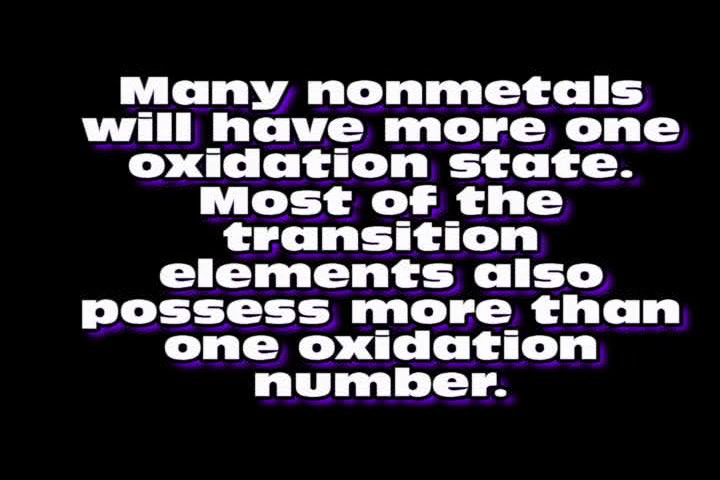 Many nonmetals
will have more one
oxidation state.
Most of the
transition
elements also
possess more than
one oxidation
number.